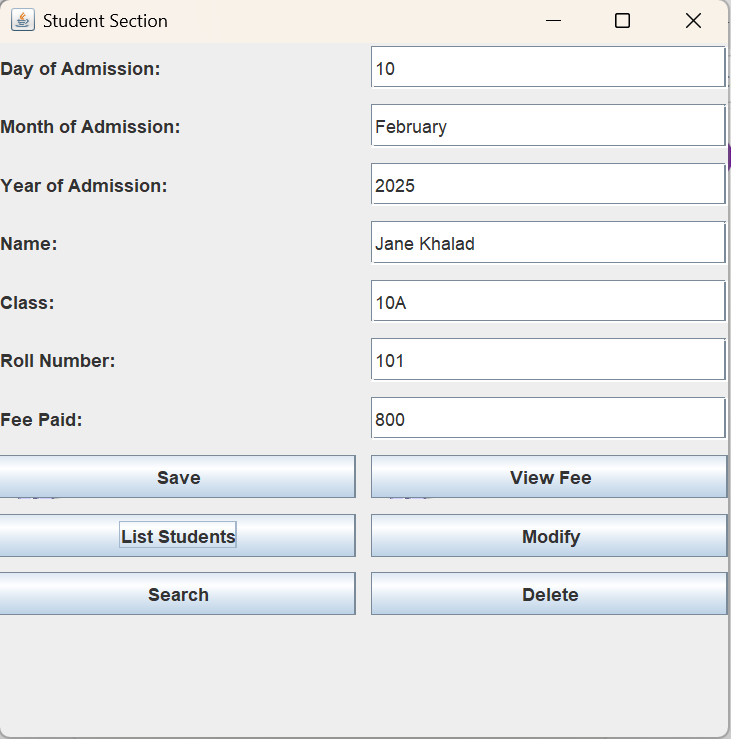 Student Section
Day of Admission: 10
Month of Admission: February
Year of Admission: 2025
Name: Jane Khalad
Class: 10A
Roll Number: 101
Fee Paid: 800
Save View Fee
List Students Modify
Search Delete